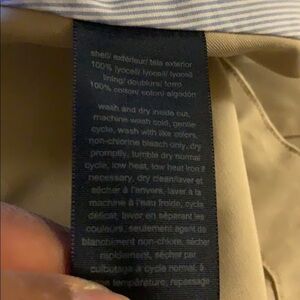 shell/ extérieur/ tela exterior
100% lyocell/ lyocell/ lyocell
lining/ doublure/ forro
100% cotton/ coton/ algodón
wash and dry inside out,
machine wash cold, gentle
cycle, wash with like colors,
non-chlorine bleach only, dry
promptly, tumble dry normal
cycle, low heat, low heat iron if
necessary, dry clean/laver et
sécher à l'envers, laver à la
machine à l'eau froide, cycle
délicat, laver en séparant les
couleurs, seulement agent de
blanchiment non-chlore, sécher
rapidement, sécher par
culbutage à cycle normal, à
température, repassage